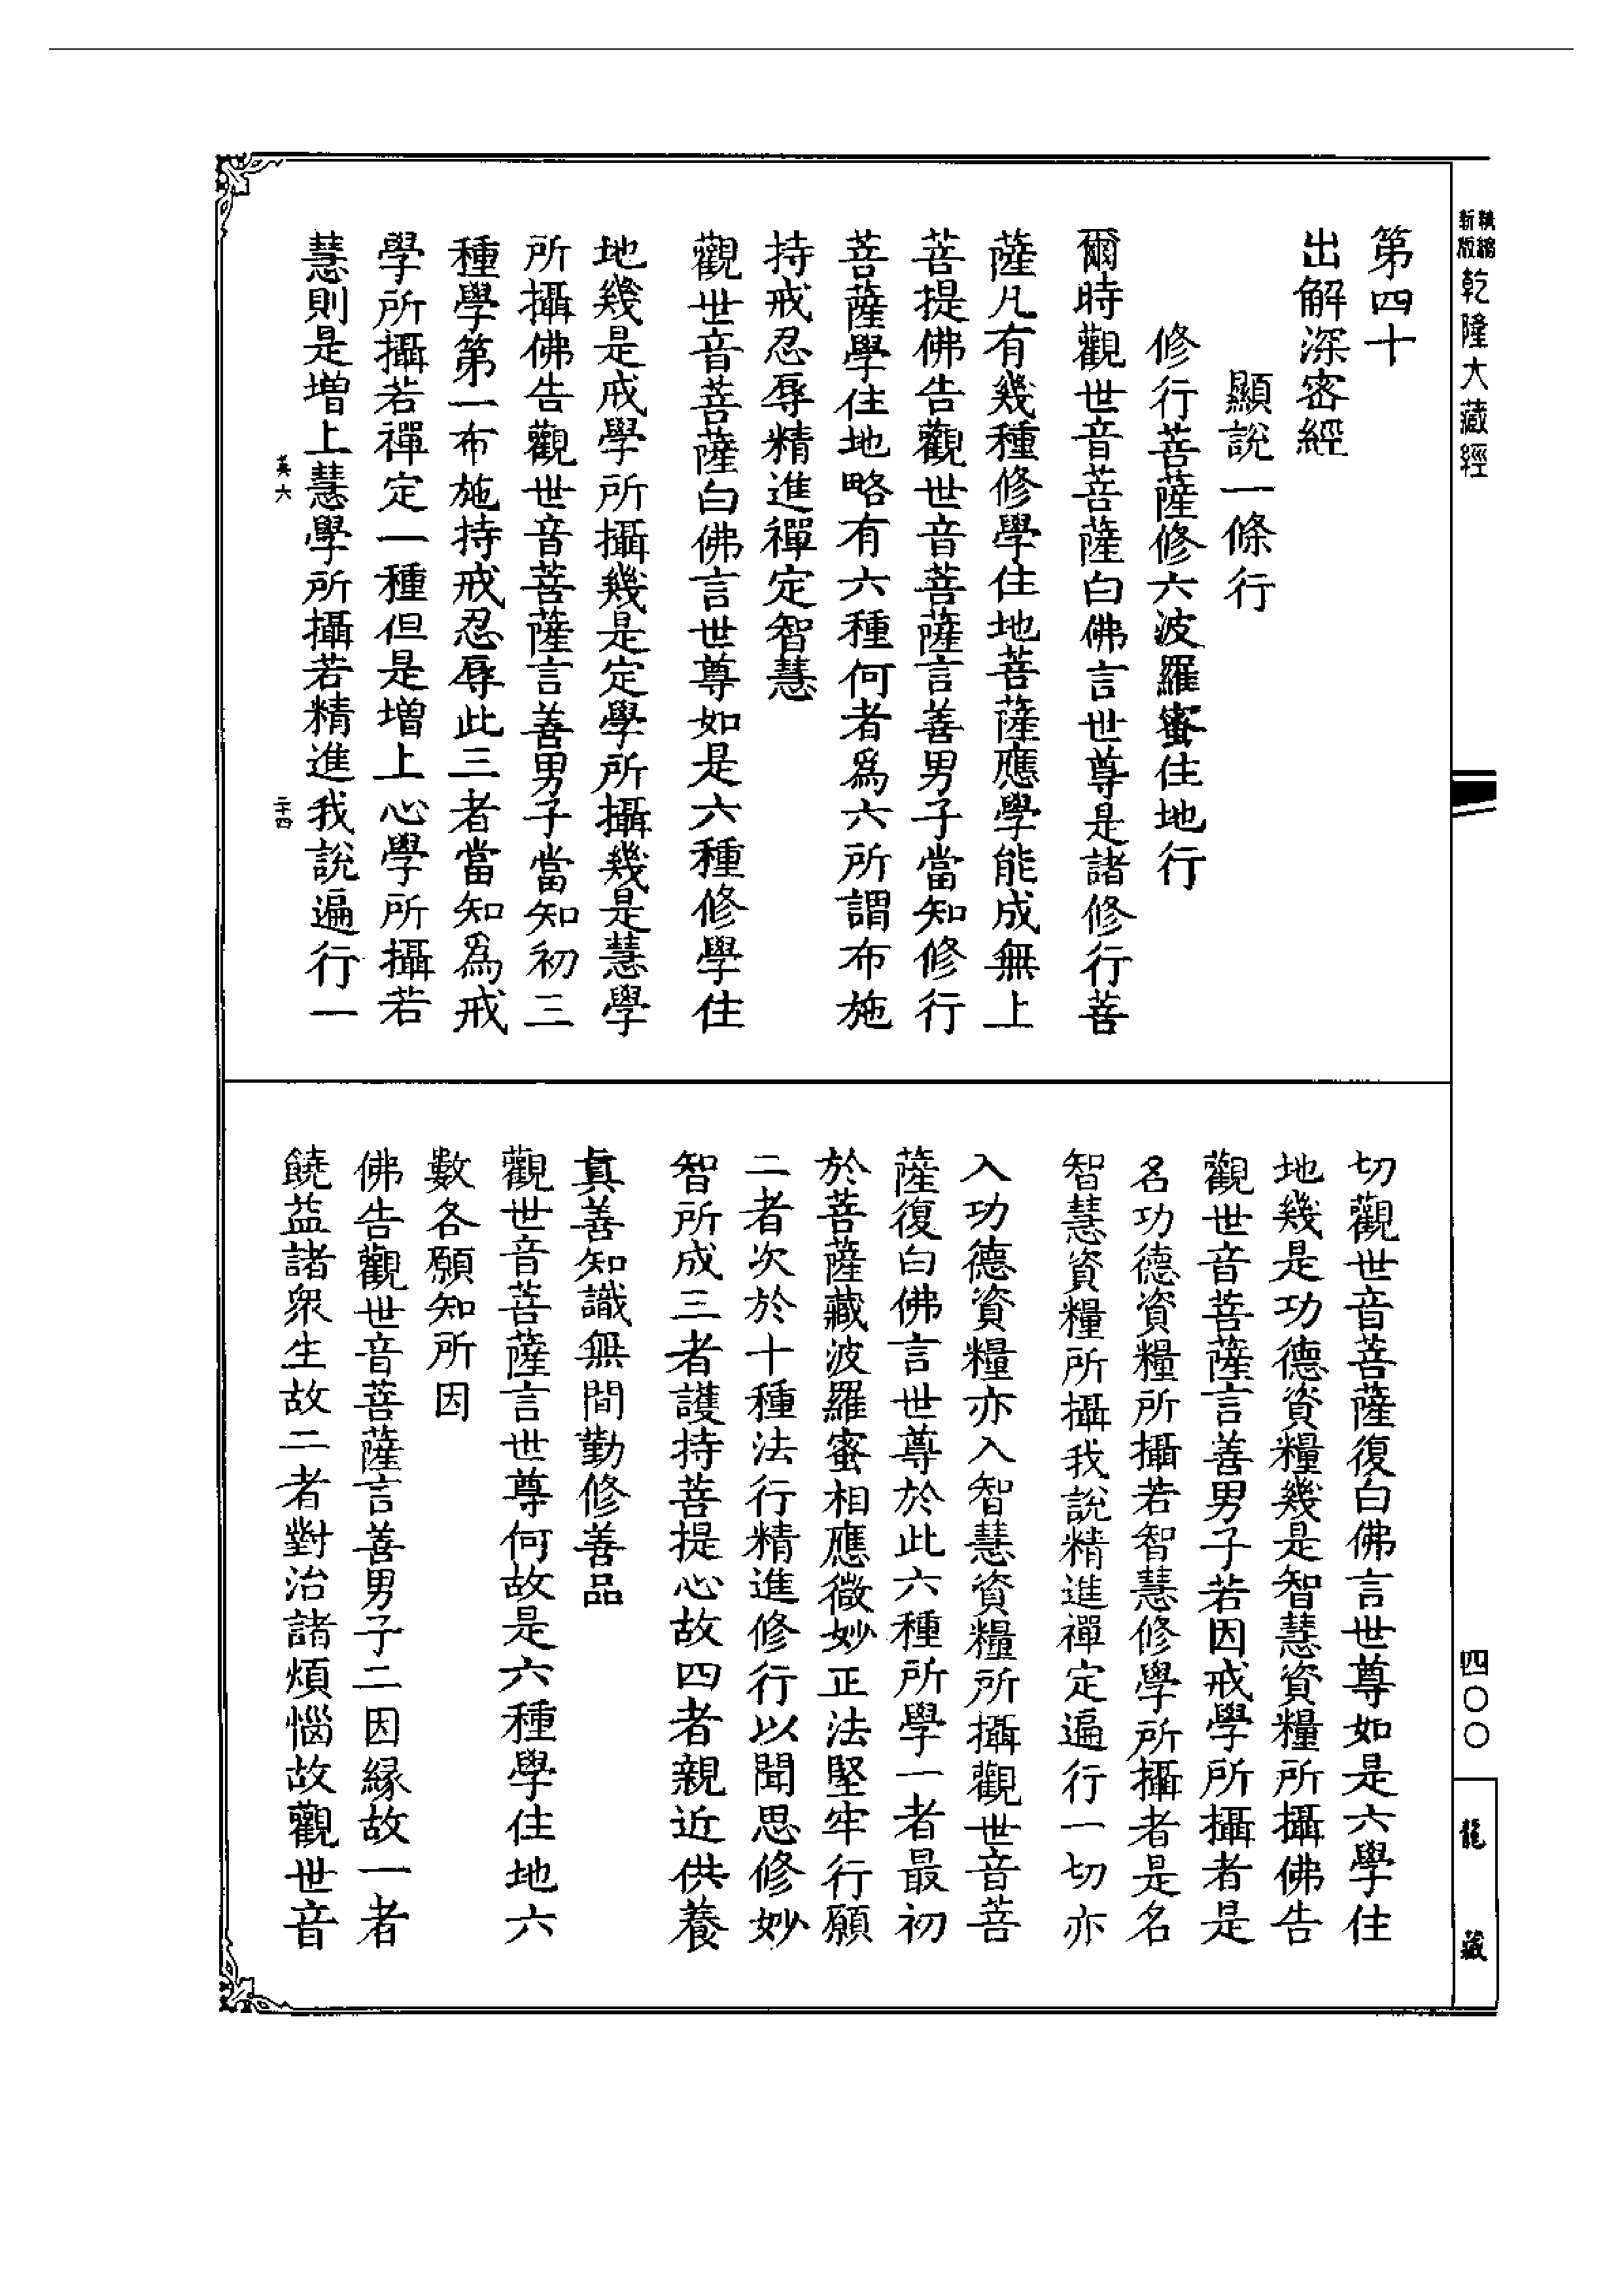 新版
乾隆大藏經
第四十
出解深密經
顯說一條行
修行菩薩修六波羅蜜住地行
爾時觀世音菩薩白佛言世尊是諸修行菩
薩凡有幾種修學住地菩薩應學能成無上
菩提佛告觀世音菩薩言善男子當知修行
菩薩學住地略有六種何者爲六所謂布施
持戒忍辱精進禪定智慧
觀世音菩薩白佛言世尊如是六種修學住
地幾是戒學所攝幾是定學所攝幾是慧學
所攝佛告觀世音菩薩言善男子當知初三
種學第一布施持戒忍辱此三者當知爲戒
學所攝若禪定一種但是增上心學所攝若
慧則是增上慧學所攝若精進我說遍行一
英六
二十四
切觀世音菩薩復白佛言世尊如是六學住
地幾是功德資糧幾是智慧資糧所攝佛告
觀世音菩薩言善男子若因戒學所攝者是
名功德資糧所攝若智慧修學所攝者是名
智慧資糧所攝我說精進禪定遍行一切亦
入功德資糧亦入智慧資糧所攝觀世音菩
薩復白佛言世尊於此六種所學一者最初
於菩薩藏波羅蜜相應微妙正法堅牢行願
二者次於十種法行精進修行以聞思修妙
智所成三者護持菩提心故四者親近供養
眞善知識無間勤修善品
觀世音菩薩言世尊何故是六種學住地六
數各願知所因
佛告觀世音菩薩言善男子二因緣故一者
饒益諸衆生故二者對治諸煩惱故觀世音
四〇〇
龍藏